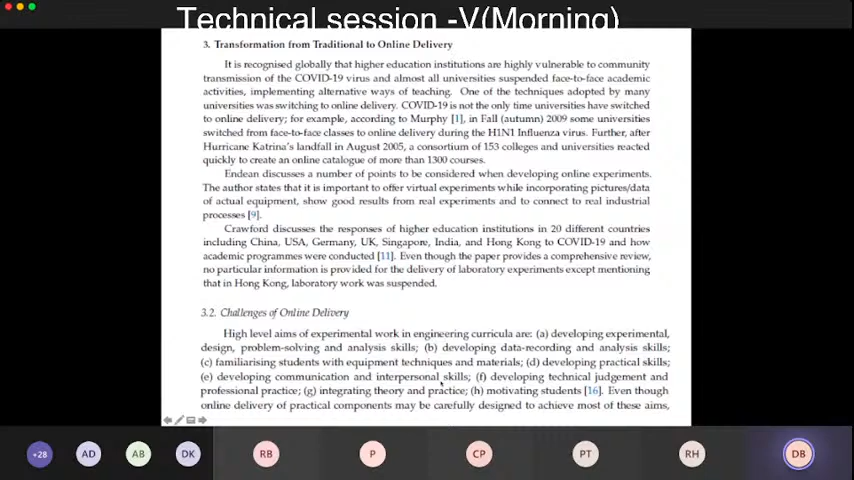 Technical session -V(Morning)
3. Transformation from Traditional to Online Delivery
It is recognised globally that higher education institutions are highly vulnerable to community
transmission of the COVID-19 virus and almost all universities suspended face-to-face academic
activities, implementing alternative ways of teaching. One of the techniques adopted by many
universities was switching to online delivery. COVID-19 is not the only time universities have switched
to online delivery; for example, according to Murphy [1], in Fall (autumn) 2009 some universities
switched from face-to-face classes to online delivery during the H1N1 Influenza virus. Further, after
Hurricane Katrina's landfall in August 2005, a consortium of 153 colleges and universities reacted
quickly to create an online catalogue of more than 1300 courses.
Endean discusses a number of points to be considered when developing online experiments.
The author states that it is important to offer virtual experiments while incorporating pictures/data
of actual equipment, show good results from real experiments and to connect to real industrial
processes [9].
Crawford discusses the responses of higher education institutions in 20 different countries
including China, USA, Germany, UK, Singapore, India, and Hong Kong to COVID-19 and how
academic programmes were conducted [11]. Even though the paper provides a comprehensive review,
no particular information is provided for the delivery of laboratory experiments except mentioning
that in Hong Kong, laboratory work was suspended.
3.2. Challenges of Online Delivery
High level aims of experimental work in engineering curricula are: (a) developing experimental,
design, problem-solving and analysis skills; (b) developing data-recording and analysis skills;
(c) familiarising students with equipment techniques and materials; (d) developing practical skills;
(e) developing communication and interpersonal skills; (f) developing technical judgement and
professional practice; (g) integrating theory and practice; (h) motivating students [16]. Even though
online delivery of practical components may be carefully designed to achieve most of these aims,
+28 AD AB DK RB P CP PT RH DB